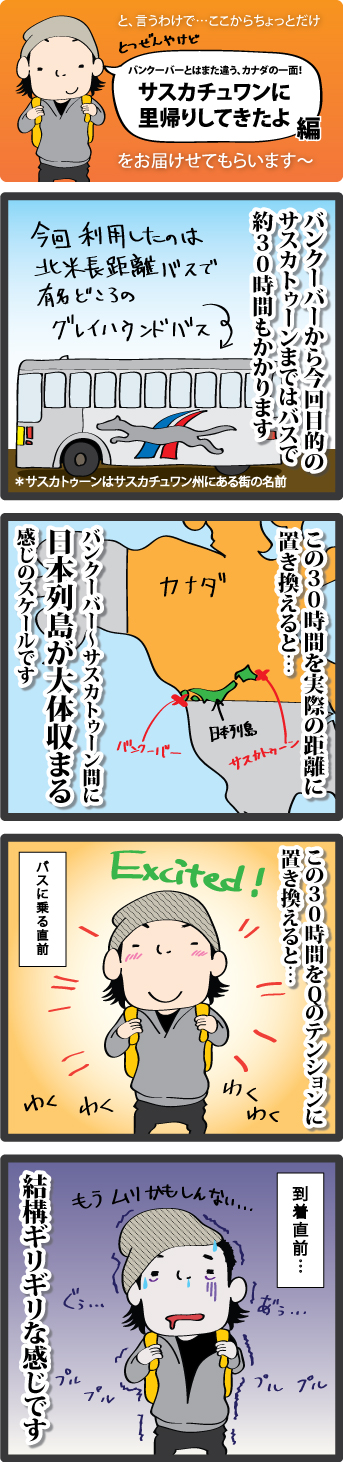 と、言うわけで…ここからちょっとだけ
とつぜんやけど
バンクーバーとはまた違う、カナダの一面！
サスカチュワンに
里帰りしてきたよ
編
をお届けせてもらいます～
バンクーバーから今回目的の
サスカトゥーンまではバスで
約３０時間もかかります
今回 利用したのは
北米長距離バスで
有名どころの
グレイハウンドバス
＊サスカトゥーンはサスカチュワン州にある街の名前
この３０時間を実際の距離に
置き換えると…
カナダ
日本列島
バンクーバー
サスカトゥーン
バンクーバー～サスカトゥーン間に
日本列島が大体収まる
感じのスケールです
この３０時間をQのテンションに
置き換えると…
Excited!
バスに乗る直前
わく
わく
わく
わく
到着直前…
もう ムリ かもしんない…
ぐぅ…
あぅ…
プル
プル
プル
プル
結構ギリギリな感じです